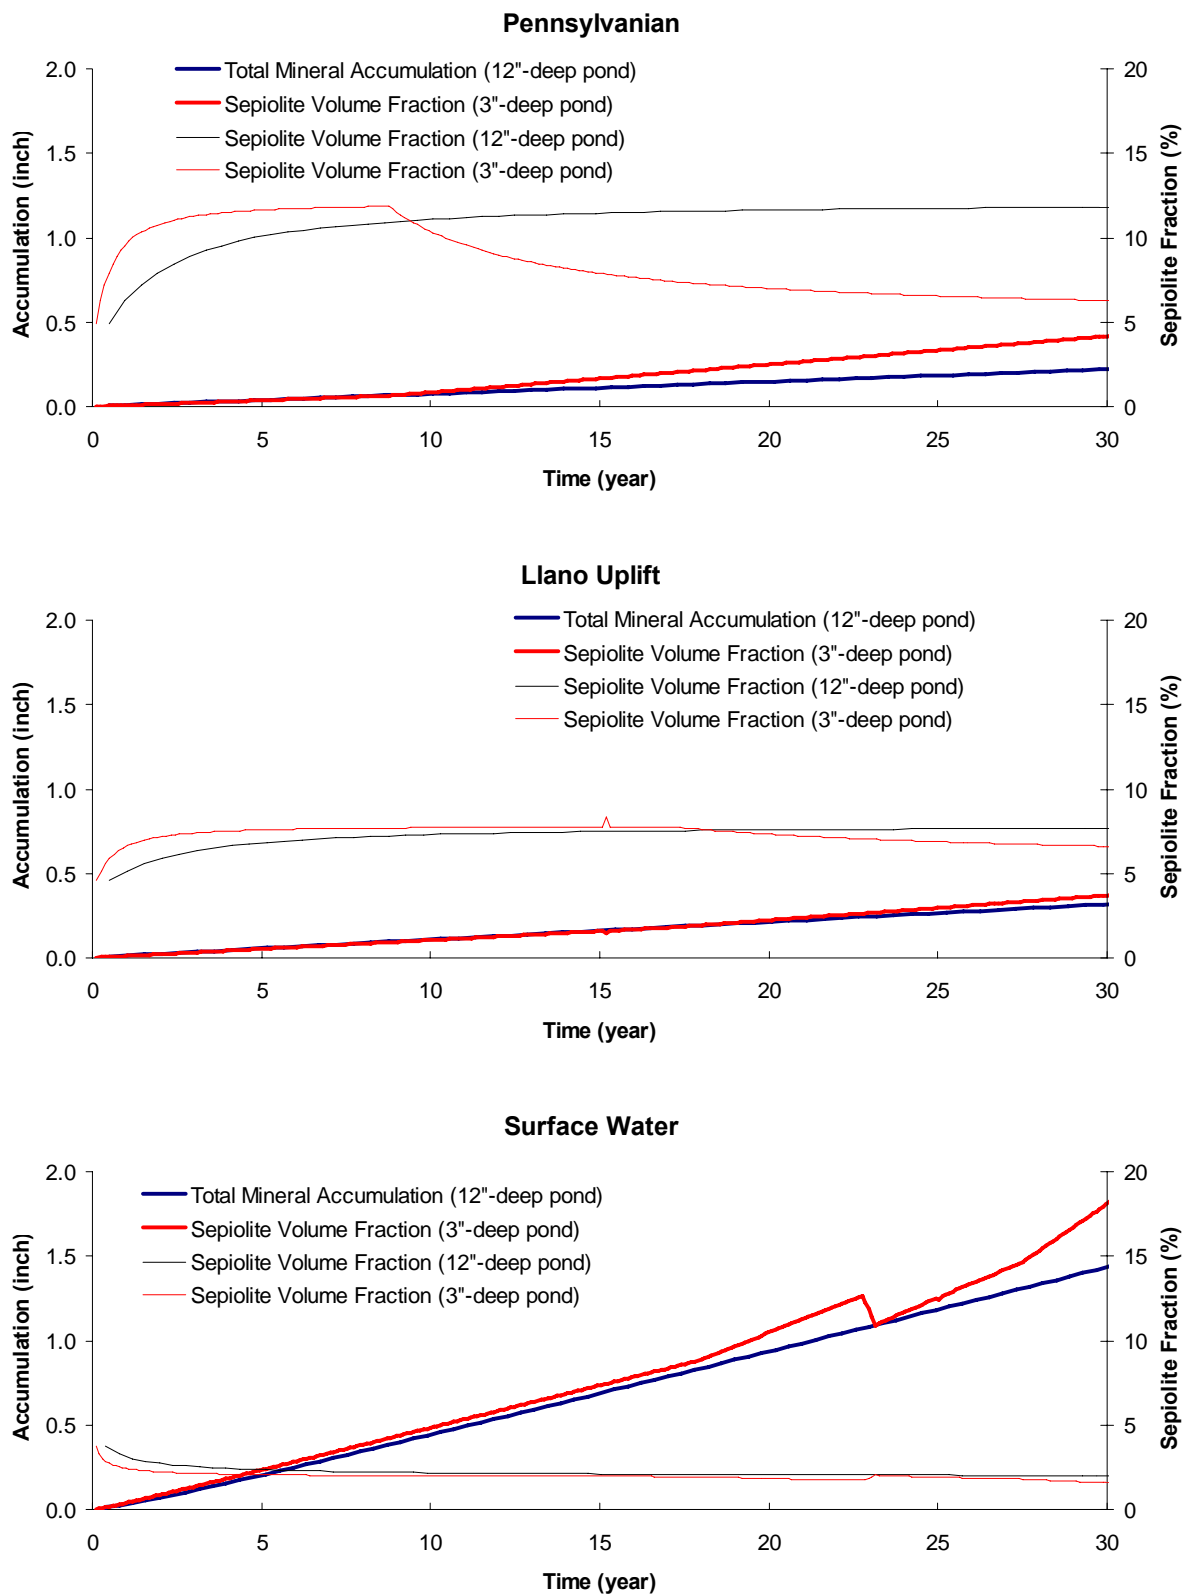 Pennsylvanian
Total Mineral Accumulation (12"-deep pond)
Sepiolite Volume Fraction (3"-deep pond)
Sepiolite Volume Fraction (12"-deep pond)
Sepiolite Volume Fraction (3"-deep pond)
Accumulation (inch)
2.0
1.5
1.0
0.5
0.0
20
15
10
5
0
Sepiolite Fraction (%)
0 5 10 15 20 25 30
Time (year)
Llano Uplift
Total Mineral Accumulation (12"-deep pond)
Sepiolite Volume Fraction (3"-deep pond)
Sepiolite Volume Fraction (12"-deep pond)
Sepiolite Volume Fraction (3"-deep pond)
Accumulation (inch)
2.0
1.5
1.0
0.5
0.0
20
15
10
5
0
Sepiolite Fraction (%)
0 5 10 15 20 25 30
Time (year)
Surface Water
Total Mineral Accumulation (12"-deep pond)
Sepiolite Volume Fraction (3"-deep pond)
Sepiolite Volume Fraction (12"-deep pond)
Sepiolite Volume Fraction (3"-deep pond)
Accumulation (inch)
2.0
1.5
1.0
0.5
0.0
20
15
10
5
0
Sepiolite Fraction (%)
0 5 10 15 20 25 30
Time (year)